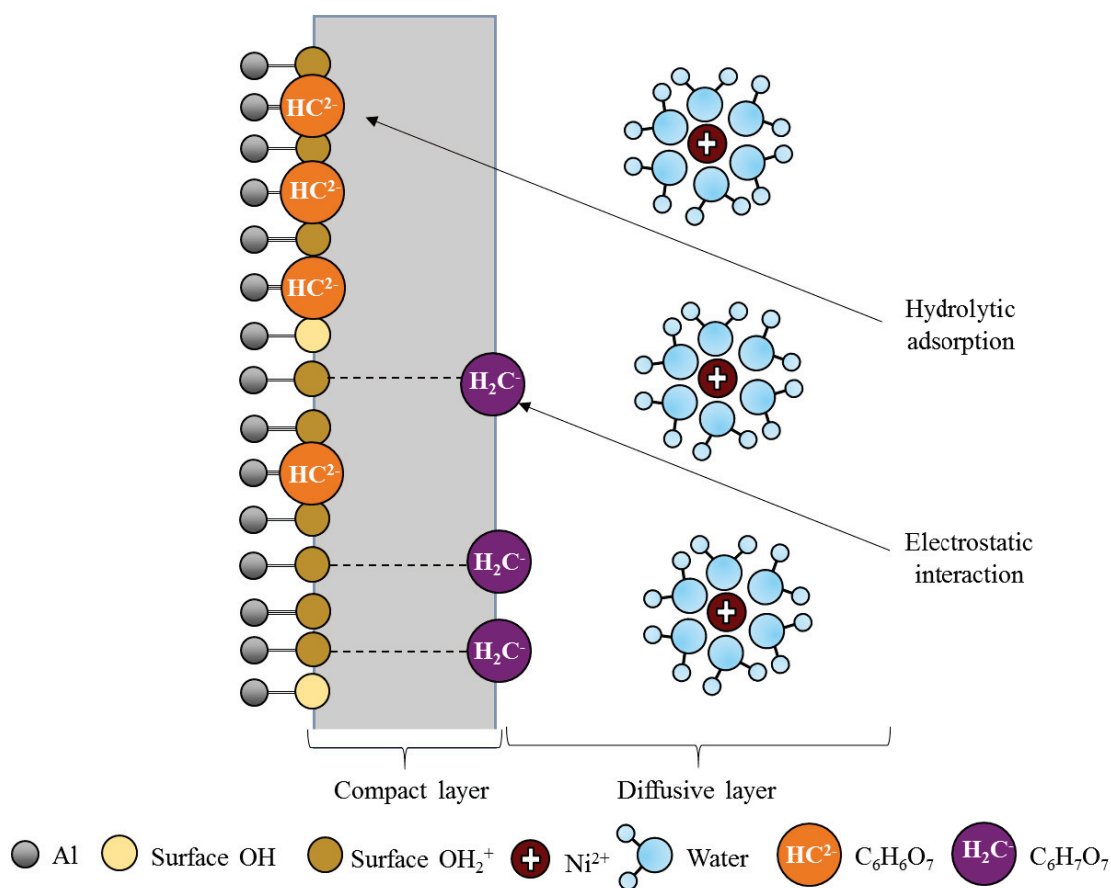 HC²⁻
HC²⁻
HC²⁻
H₂C⁻
HC²⁻
H₂C⁻
H₂C⁻
+
+
+
Hydrolytic
adsorption
Electrostatic
interaction
Compact layer
Diffusive layer
Al
Surface OH
Surface OH₂⁺
+
Ni²⁺
Water
HC²⁻
C₆H₆O₇
H₂C⁻
C₆H₇O₇